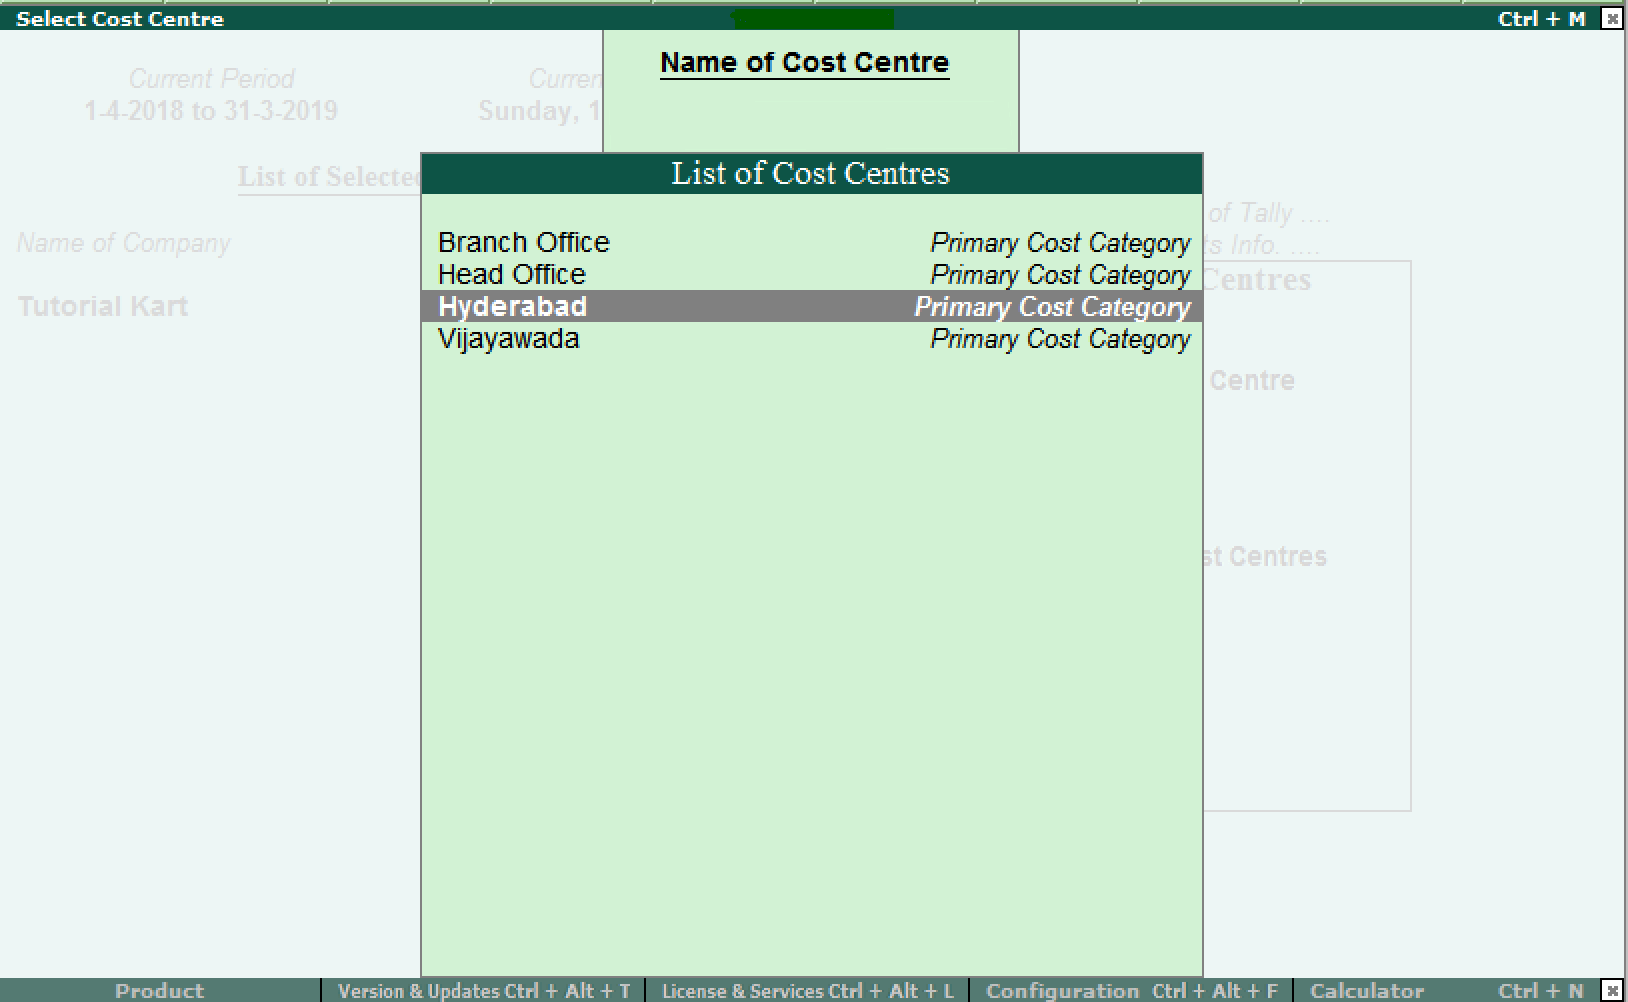 Select Cost Centre Ctrl + M
Name of Cost Centre
Current Period Curren
1-4-2018 to 31-3-2019 Sunday, 1
List of Cost Centres
List of Selected
of Tally ....
Name of Company
Branch Office Primary Cost Category
ts Info. ....
Head Office Primary Cost Category
Centres
Tutorial Kart
Hyderabad Primary Cost Category
Vijayawada Primary Cost Category
Centre
st Centres
Product Version & Updates Ctrl + Alt + T License & Services Ctrl + Alt + L Configuration Ctrl + Alt + F Calculator Ctrl + N